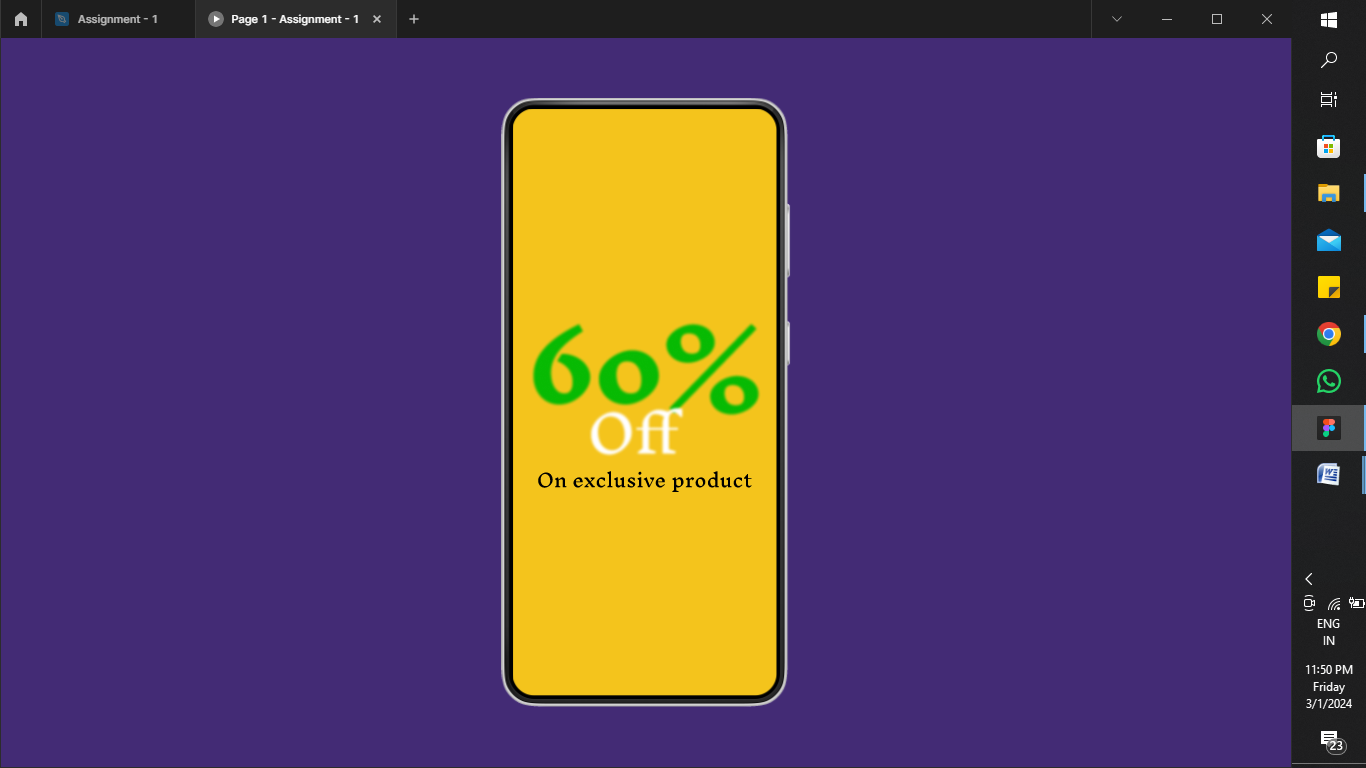 Assignment - 1
Page 1 - Assignment - 1
60%
Off
On exclusive product
ENG
IN
11:50 PM
Friday
3/1/2024
23